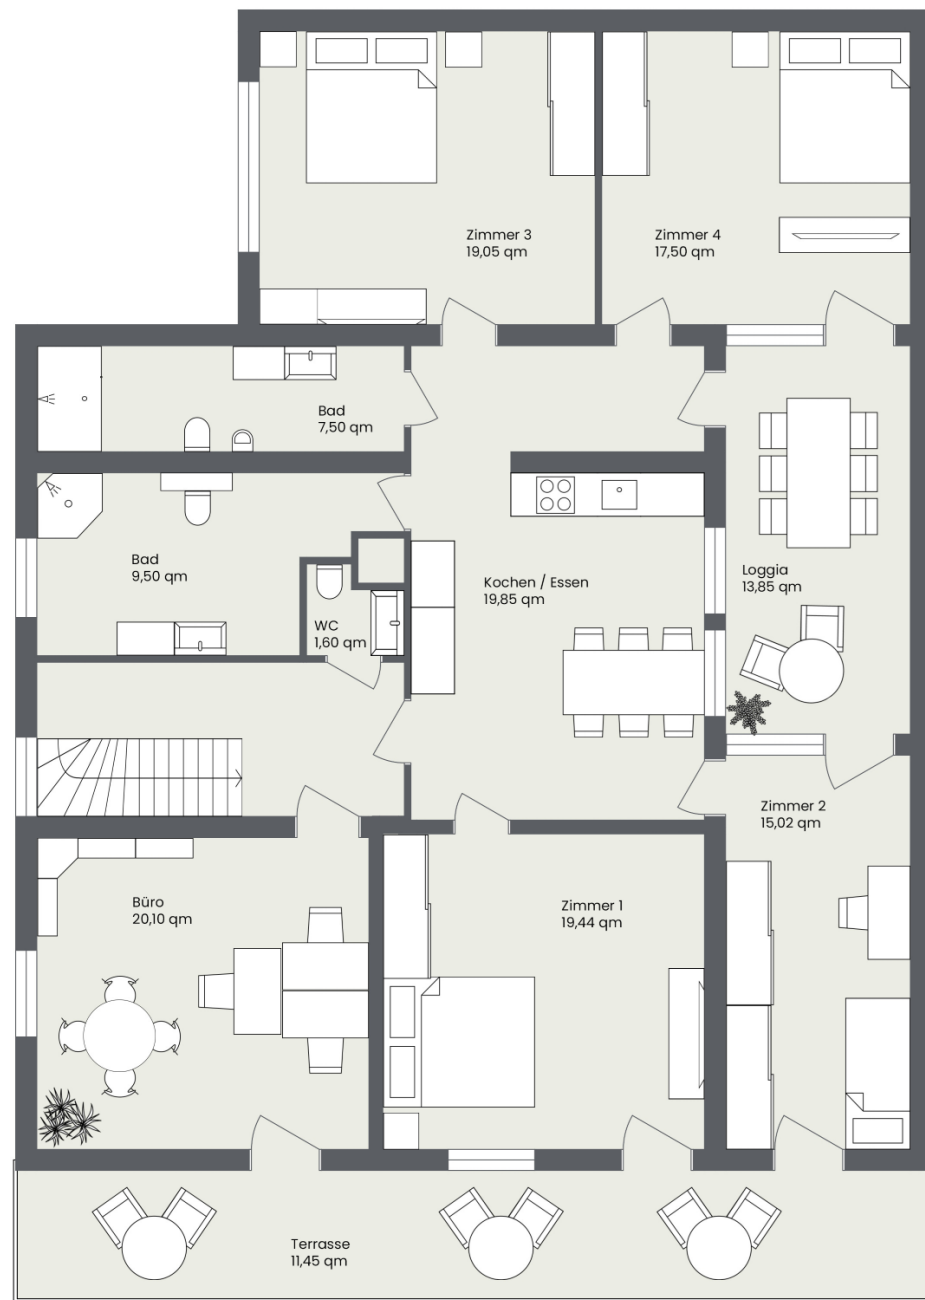 Zimmer 3
19,05 qm
Zimmer 4
17,50 qm
Bad
7,50 qm
Bad
9,50 qm
WC
1,60 qm
Kochen / Essen
19,85 qm
Loggia
13,85 qm
Zimmer 2
15,02 qm
Büro
20,10 qm
Zimmer 1
19,44 qm
Terrasse
11,45 qm